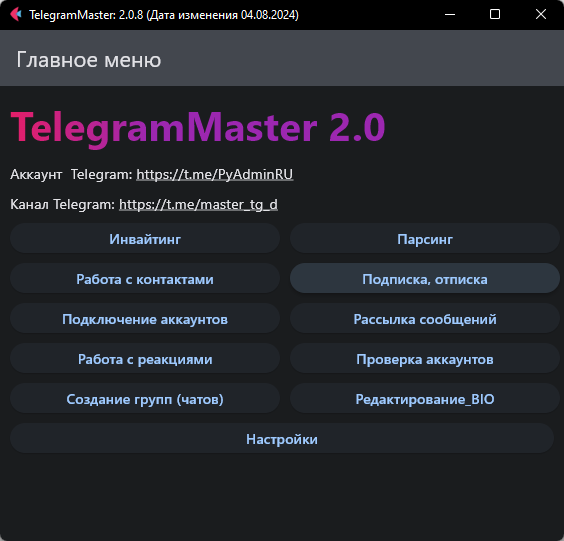 TelegramMaster: 2.0.8 (Дата изменения 04.08.2024)
Главное меню
TelegramMaster 2.0
Аккаунт  Telegram: https://t.me/PyAdminRU
Канал Telegram: https://t.me/master_tg_d
Инвайтинг
Парсинг
Работа с контактами
Подписка, отписка
Подключение аккаунтов
Рассылка сообщений
Работа с реакциями
Проверка аккаунтов
Создание групп (чатов)
Редактирование_BIO
Настройки